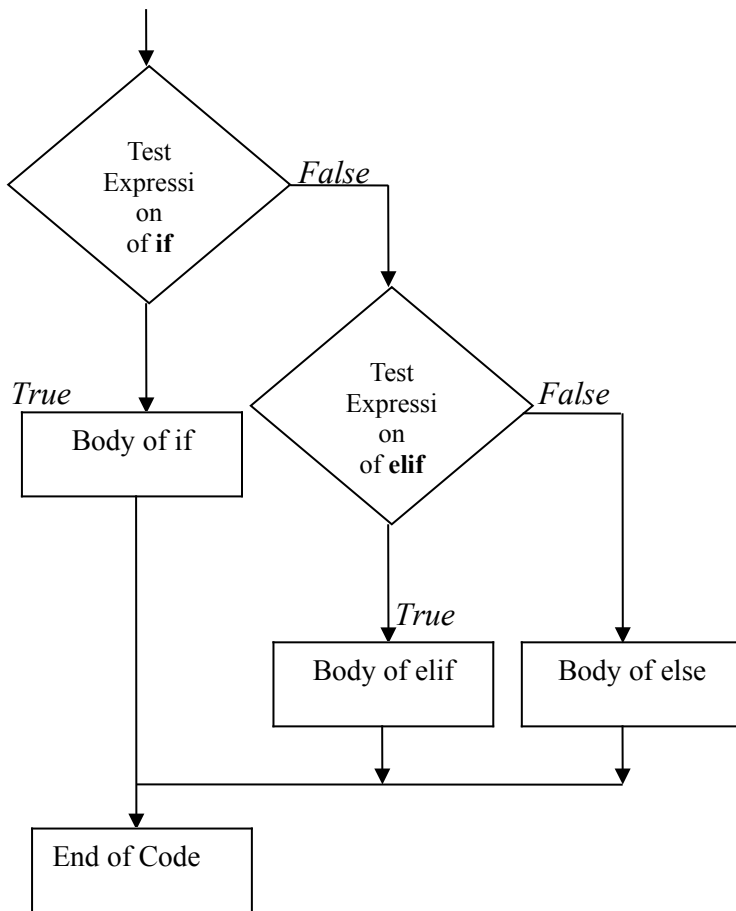 Test
Expressi
on
of if
False
Test
Expressi
on
of elif
False
True
Body of if
True
Body of elif
Body of else
End of Code